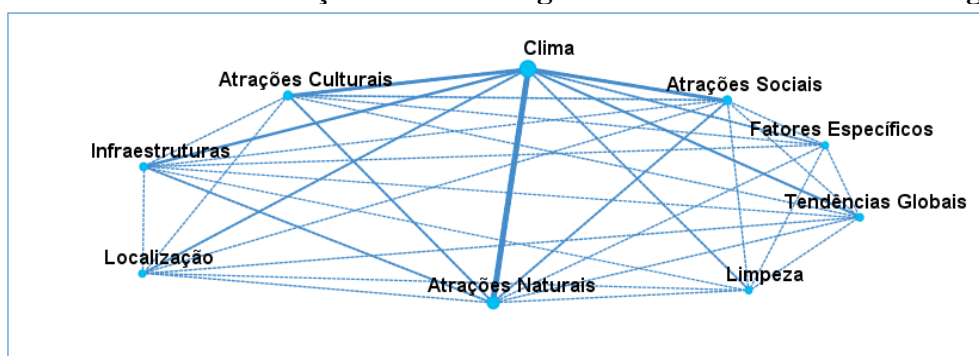 Clima
Atrações Culturais
Atrações Sociais
Fatores Específicos
Infraestruturas
Tendências Globais
Localização
Atrações Naturais
Limpeza